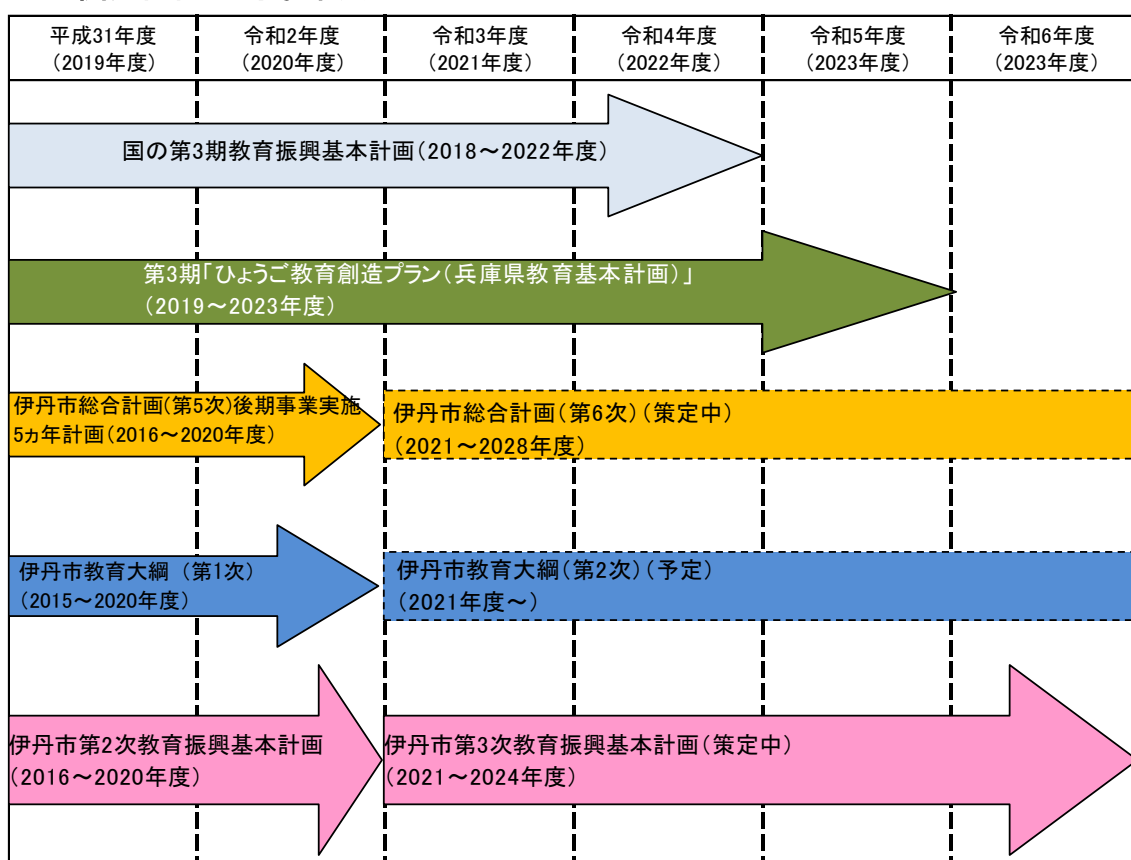 平成31年度
(2019年度)
令和2年度
(2020年度)
令和3年度
(2021年度)
令和4年度
(2022年度)
令和5年度
(2023年度)
令和6年度
(2023年度)
国の第3期教育振興基本計画(2018～2022年度)
第3期「ひょうご教育創造プラン(兵庫県教育基本計画)」
(2019～2023年度)
伊丹市総合計画(第5次)後期事業実施
5ヵ年計画(2016～2020年度)
伊丹市総合計画(第6次)(策定中)
(2021～2028年度)
伊丹市教育大綱 (第1次)
(2015～2020年度)
伊丹市教育大綱(第2次)(予定)
(2021年度～)
伊丹市第2次教育振興基本計画
(2016～2020年度)
伊丹市第3次教育振興基本計画(策定中)
(2021～2024年度)